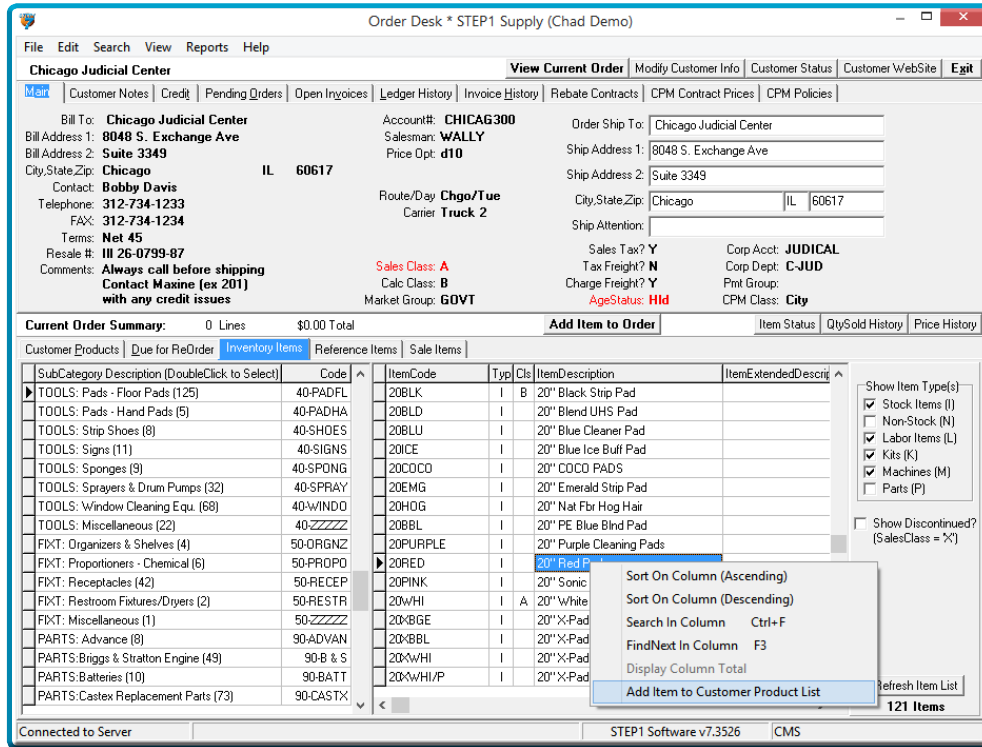 Order Desk * STEP1 Supply (Chad Demo)
File Edit Search View Reports Help
Chicago Judicial Center View Current Order Modify Customer Info Customer Status Customer WebSite Exit
Main Customer Notes Credit Pending Orders Open Invoices Ledger History Invoice History Rebate Contracts CPM Contract Prices CPM Policies
Bill To: Chicago Judicial Center Account#: CHICAG300 Order Ship To: Chicago Judicial Center
Bill Address 1: 8048 S. Exchange Ave Salesman: WALLY Ship Address 1: 8048 S. Exchange Ave
Bill Address 2: Suite 3349 Price Opt: d10 Ship Address 2: Suite 3349
City,State,Zip: Chicago IL 60617 City,State,Zip: Chicago IL 60617
Contact: Bobby Davis Route/Day Chgo/Tue
Telephone: 312-734-1233 Carrier Truck 2
FAX: 312-734-1234 Ship Attention:
Terms: Net 45 Sales Tax? Y Corp Acct: JUDICAL
Resale #: Ill 26-0799-87 Sales Class: A Tax Freight? N Corp Dept: C-JUD
Comments: Always call before shipping Calc Class: B Charge Freight? Y Pmt Group:
Contact Maxine (ex 201) Market Group: GOVT AgeStatus: Hld CPM Class: City
with any credit issues
Current Order Summary: 0 Lines $0.00 Total Add Item to Order Item Status QtySold History Price History
Customer Products Due for ReOrder Inventory Items Reference Items Sale Items
SubCategory Description (DoubleClick to Select) Code ItemCode Typ Cls ItemDescription ItemExtendedDescrip
TOOLS: Pads - Floor Pads (125) 40-PADFL 20BLK I B 20" Black Strip Pad
TOOLS: Pads - Hand Pads (5) 40-PADHA 20BLD I 20" Blend UHS Pad
TOOLS: Strip Shoes (8) 40-SHOES 20BLU I 20" Blue Cleaner Pad
TOOLS: Signs (11) 40-SIGNS 20ICE I 20" Blue Ice Buff Pad
TOOLS: Sponges (9) 40-SPONG 20COCO I 20" COCO PADS
TOOLS: Sprayers & Drum Pumps (32) 40-SPRAY 20EMG I 20" Emerald Strip Pad
TOOLS: Window Cleaning Equ. (68) 40-WINDO 20HOG I 20" Nat Fbr Hog Hair
TOOLS: Miscellaneous (22) 40-ZZZZZ 20BBL I 20" PE Blue Blnd Pad
FIXT: Organizers & Shelves (4) 50-ORGNZ 20PURPLE I 20" Purple Cleaning Pads
FIXT: Proportioners - Chemical (6) 50-PROPO 20RED I 20" Red
FIXT: Receptacles (42) 50-RECEP 20PINK I 20" Sonic
FIXT: Restroom Fixtures/Dryers (2) 50-RESTR 20WHI I A 20" White
FIXT: Miscellaneous (1) 50-ZZZZZ 20XBGE I 20" X-Pad
PARTS: Advance (8) 90-ADVAN 20XBBL I 20" X-Pad
PARTS:Briggs & Stratton Engine (49) 90-B & S 20XWHI I 20" X-Pad
PARTS:Batteries (10) 90-BATT 20XWHI/P I 20" X-Pad
PARTS:Castex Replacement Parts (73) 90-CASTX
Show Item Type(s)
Stock Items (I)
Non-Stock (N)
Labor Items (L)
Kits (K)
Machines (M)
Parts (P)
Show Discontinued?
(SalesClass = 'X')
Sort On Column (Ascending)
Sort On Column (Descending)
Search In Column Ctrl+F
FindNext In Column F3
Display Column Total
Add Item to Customer Product List
Refresh Item List
121 Items
Connected to Server STEP1 Software v7.3526 CMS